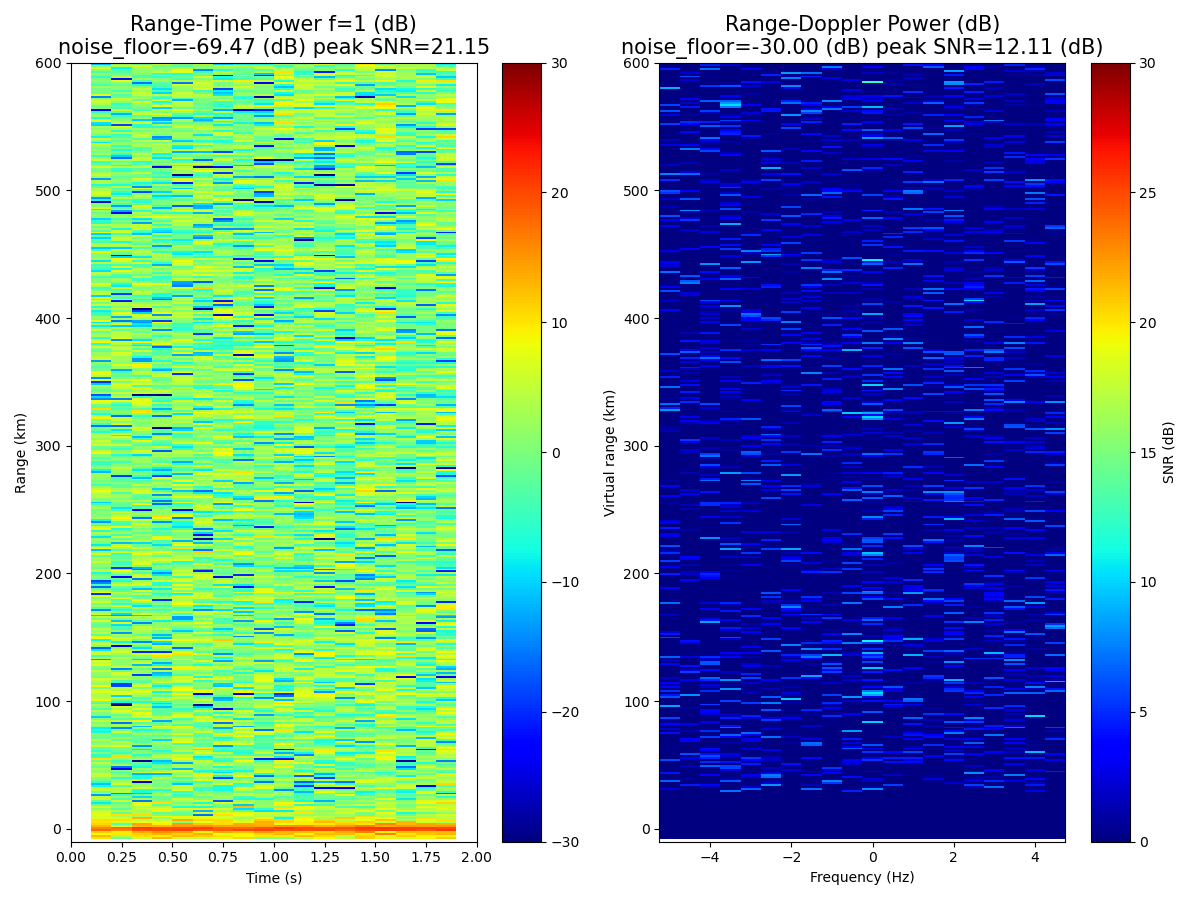 Range-Time Power f=1 (dB)
noise_floor=-69.47 (dB) peak SNR=21.15
Range-Doppler Power (dB)
noise_floor=-30.00 (dB) peak SNR=12.11 (dB)
600
500
400
300
200
100
0
Range (km)
0.00 0.25 0.50 0.75 1.00 1.25 1.50 1.75 2.00
Time (s)
30
20
10
0
−10
−20
−30
600
500
400
300
200
100
0
Virtual range (km)
−4 −2 0 2 4
Frequency (Hz)
30
25
20
15
10
5
0
SNR (dB)